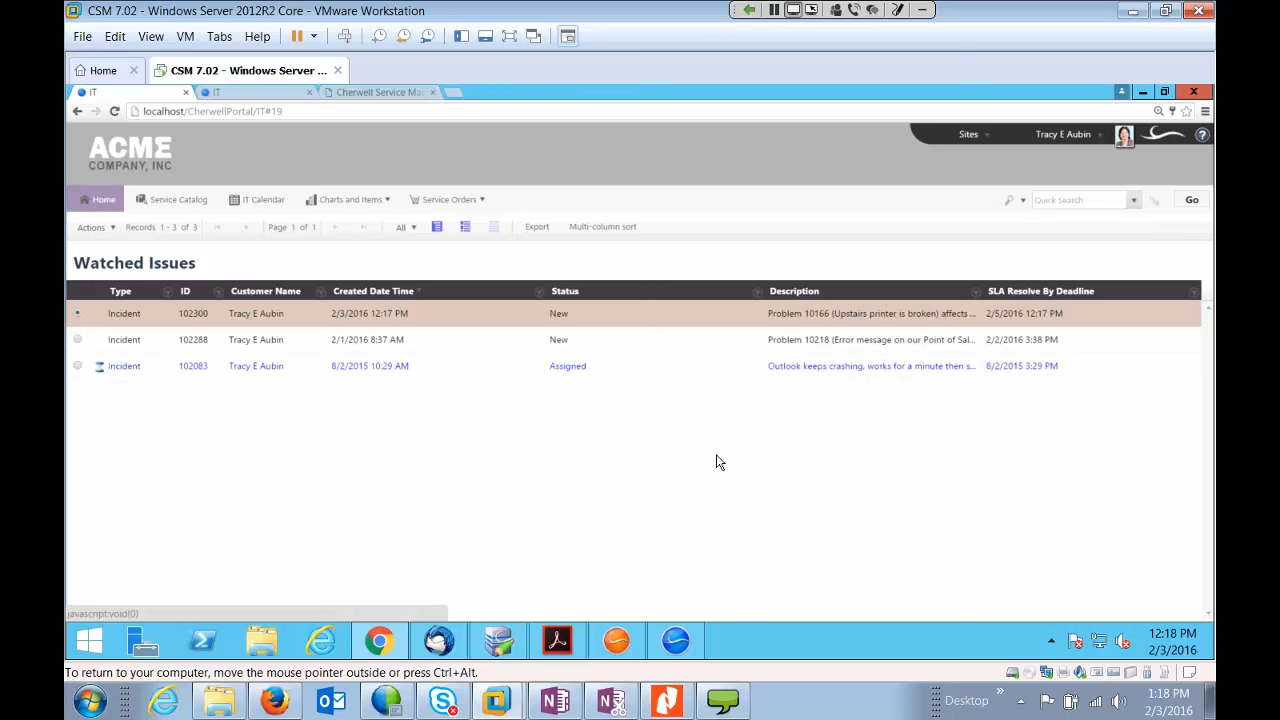 CSM 7.02 - Windows Server 2012R2 Core - VMware Workstation
File Edit View VM Tabs Help
Home CSM 7.02 - Windows Server ...
IT IT Cherwell Service Ma
localhost/CherwellPortal/IT#19
ACME
COMPANY, INC
Sites Tracy E Aubin
Home Service Catalog IT Calendar Charts and Items Service Orders Quick Search Go
Actions Records 1 - 3 of 3 Page 1 of 1 All Export Multi-column sort
Watched Issues
Type ID Customer Name Created Date Time Status Description SLA Resolve By Deadline
Incident 102300 Tracy E Aubin 2/3/2016 12:17 PM New Problem 10166 (Upstairs printer is broken) affects ... 2/5/2016 12:17 PM
Incident 102288 Tracy E Aubin 2/1/2016 8:37 AM New Problem 10218 (Error message on our Point of Sal... 2/2/2016 3:38 PM
Incident 102083 Tracy E Aubin 8/2/2015 10:29 AM Assigned Outlook keeps crashing, works for a minute then s... 8/2/2015 3:29 PM
javascript:void(0)
12:18 PM
2/3/2016
To return to your computer, move the mouse pointer outside or press Ctrl+Alt.
Desktop
1:18 PM
2/3/2016